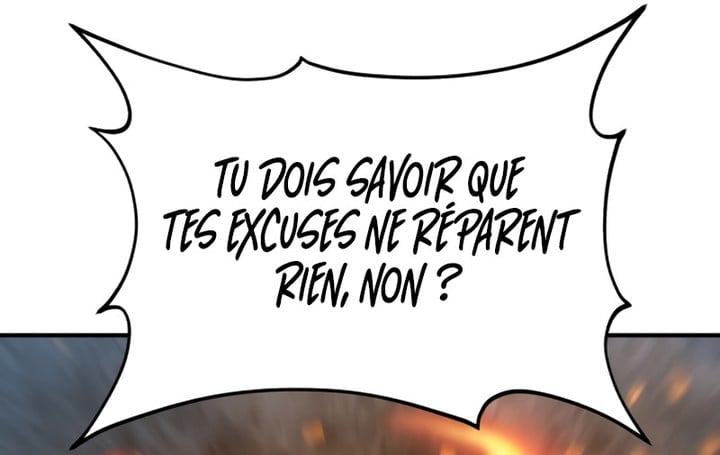 TU DOIS SAVOIR QUE
TES EXCUSES NE RÉPARENT
RIEN, NON ?